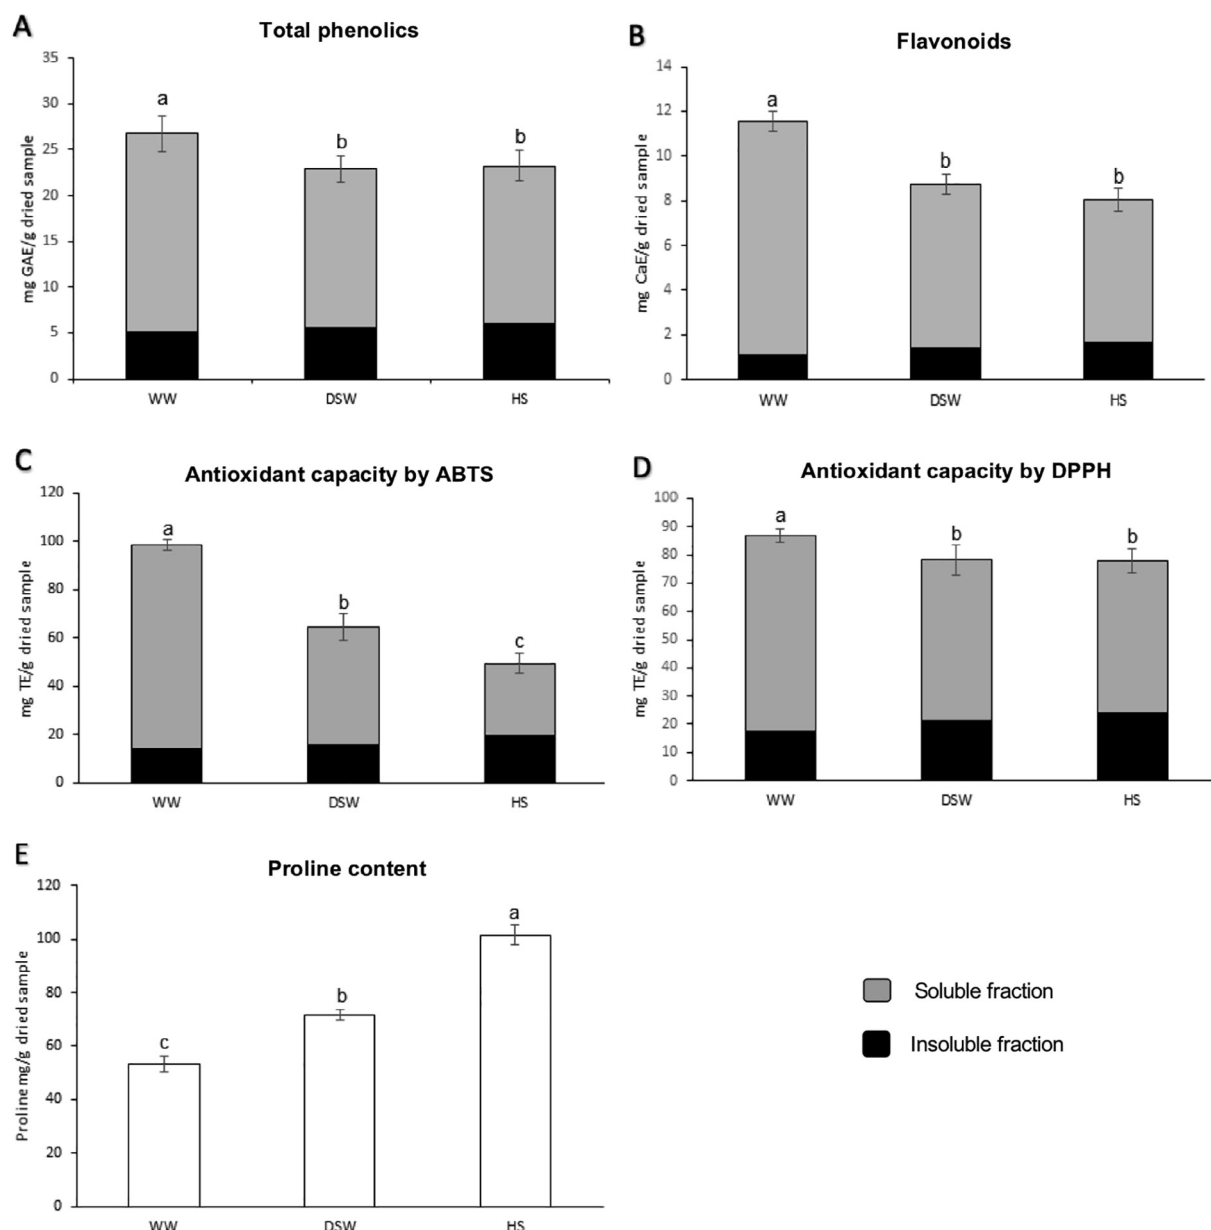 A
Total phenolics
mg GAE/g dried sample
35
30
25
20
15
10
5
0
a
b
b
WW
DSW
HS
B
Flavonoids
mg CaE/g dried sample
14
12
10
8
6
4
2
0
a
b
b
WW
DSW
HS
C
Antioxidant capacity by ABTS
mg TE/g dried sample
120
100
80
60
40
20
0
a
b
c
WW
DSW
HS
D
Antioxidant capacity by DPPH
mg TE/g dried sample
100
90
80
70
60
50
40
30
20
10
0
a
b
b
WW
DSW
HS
E
Proline content
Proline mg/g dried sample
120
100
80
60
40
20
0
c
b
a
WW
DSW
HS
Soluble fraction
Insoluble fraction